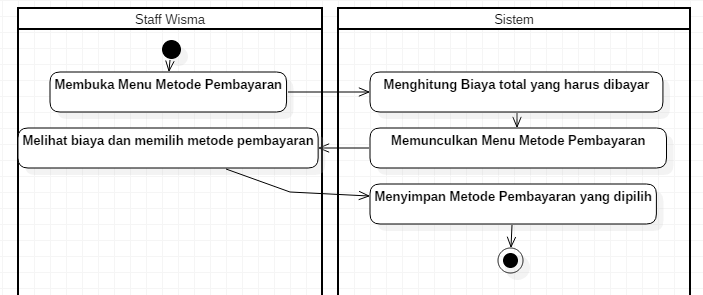 Staff Wisma
Sistem
Membuka Menu Metode Pembayaran
Menghitung Biaya total yang harus dibayar
Melihat biaya dan memilih metode pembayaran
Memunculkan Menu Metode Pembayaran
Menyimpan Metode Pembayaran yang dipilih